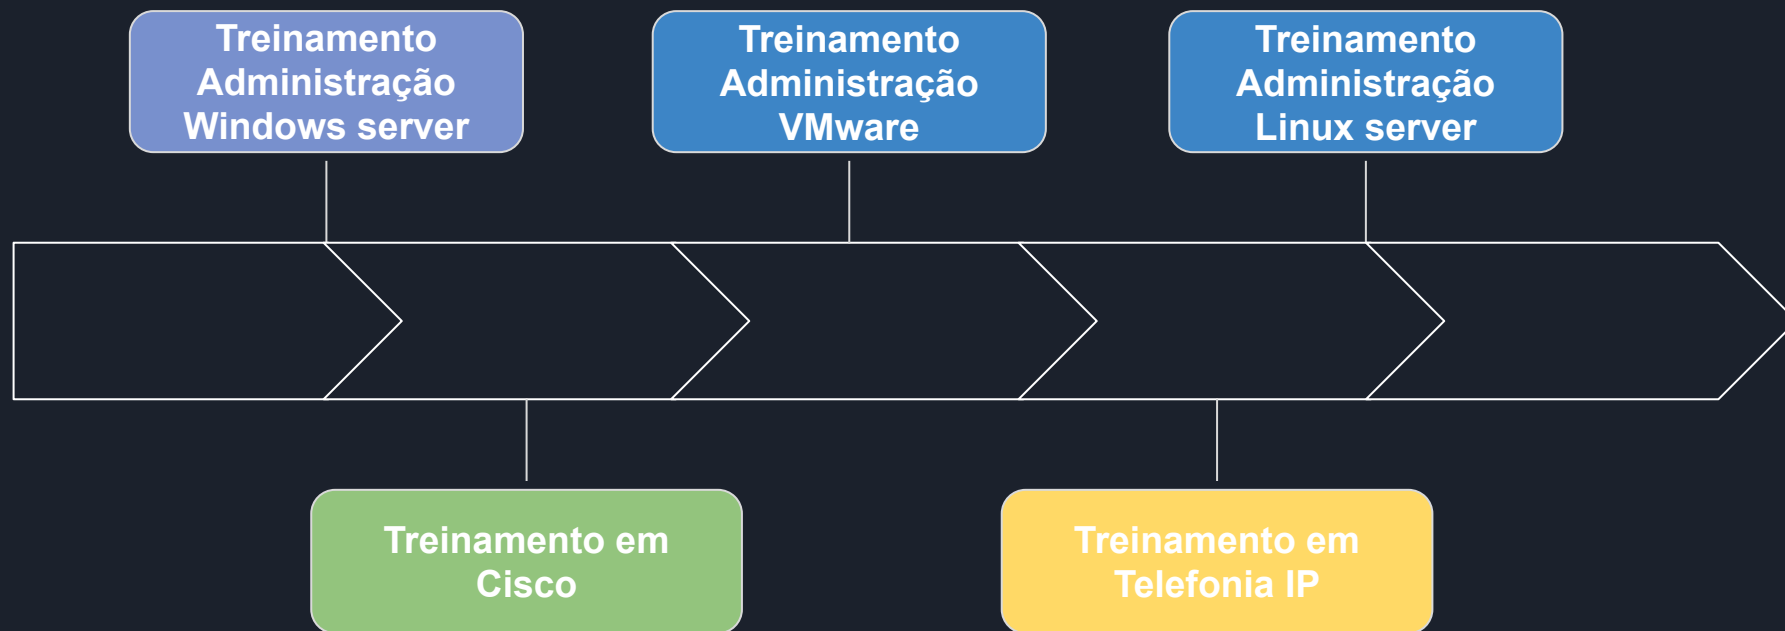 Treinamento
Administração
Windows server
Treinamento
Administração
VMware
Treinamento
Administração
Linux server
Treinamento em
Cisco
Treinamento em
Telefonia IP